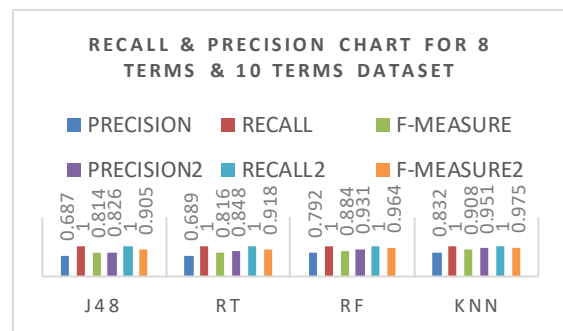 RECALL & PRECISION CHART FOR 8
TERMS & 10 TERMS DATASET
PRECISION RECALL F-MEASURE
PRECISION2 RECALL2 F-MEASURE2
0.687 1 0.814 0.826 1 0.905 0.689 1 0.816 0.848 1 0.918 0.792 1 0.884 0.931 1 0.964 0.832 1 0.908 0.951 1 0.975
J48 RT RF KNN